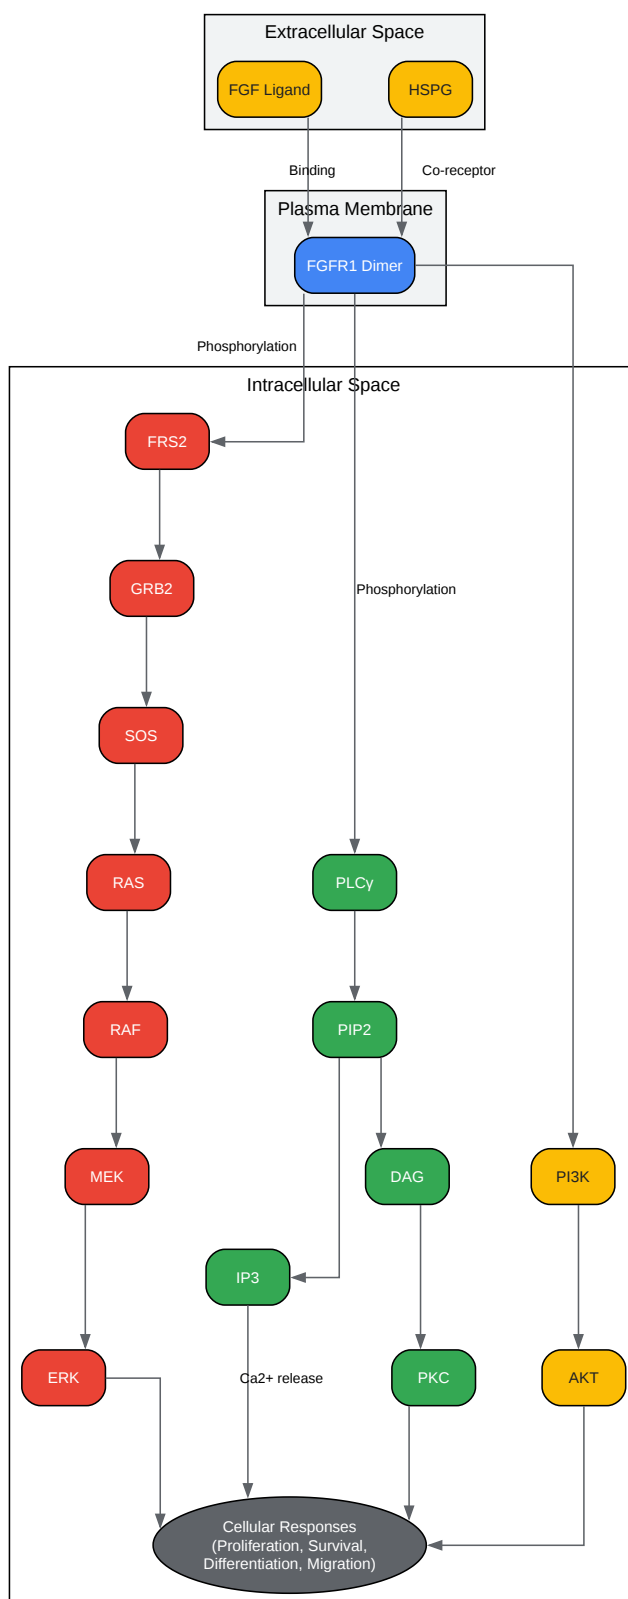 Extracellular Space
FGF Ligand
HSPG
Binding
Co-receptor
Plasma Membrane
FGFR1 Dimer
Phosphorylation
Intracellular Space
FRS2
GRB2
Phosphorylation
SOS
RAS
PLCγ
RAF
PIP2
MEK
DAG
PI3K
IP3
ERK
Ca2+ release
PKC
AKT
Cellular Responses
(Proliferation, Survival,
Differentiation, Migration)